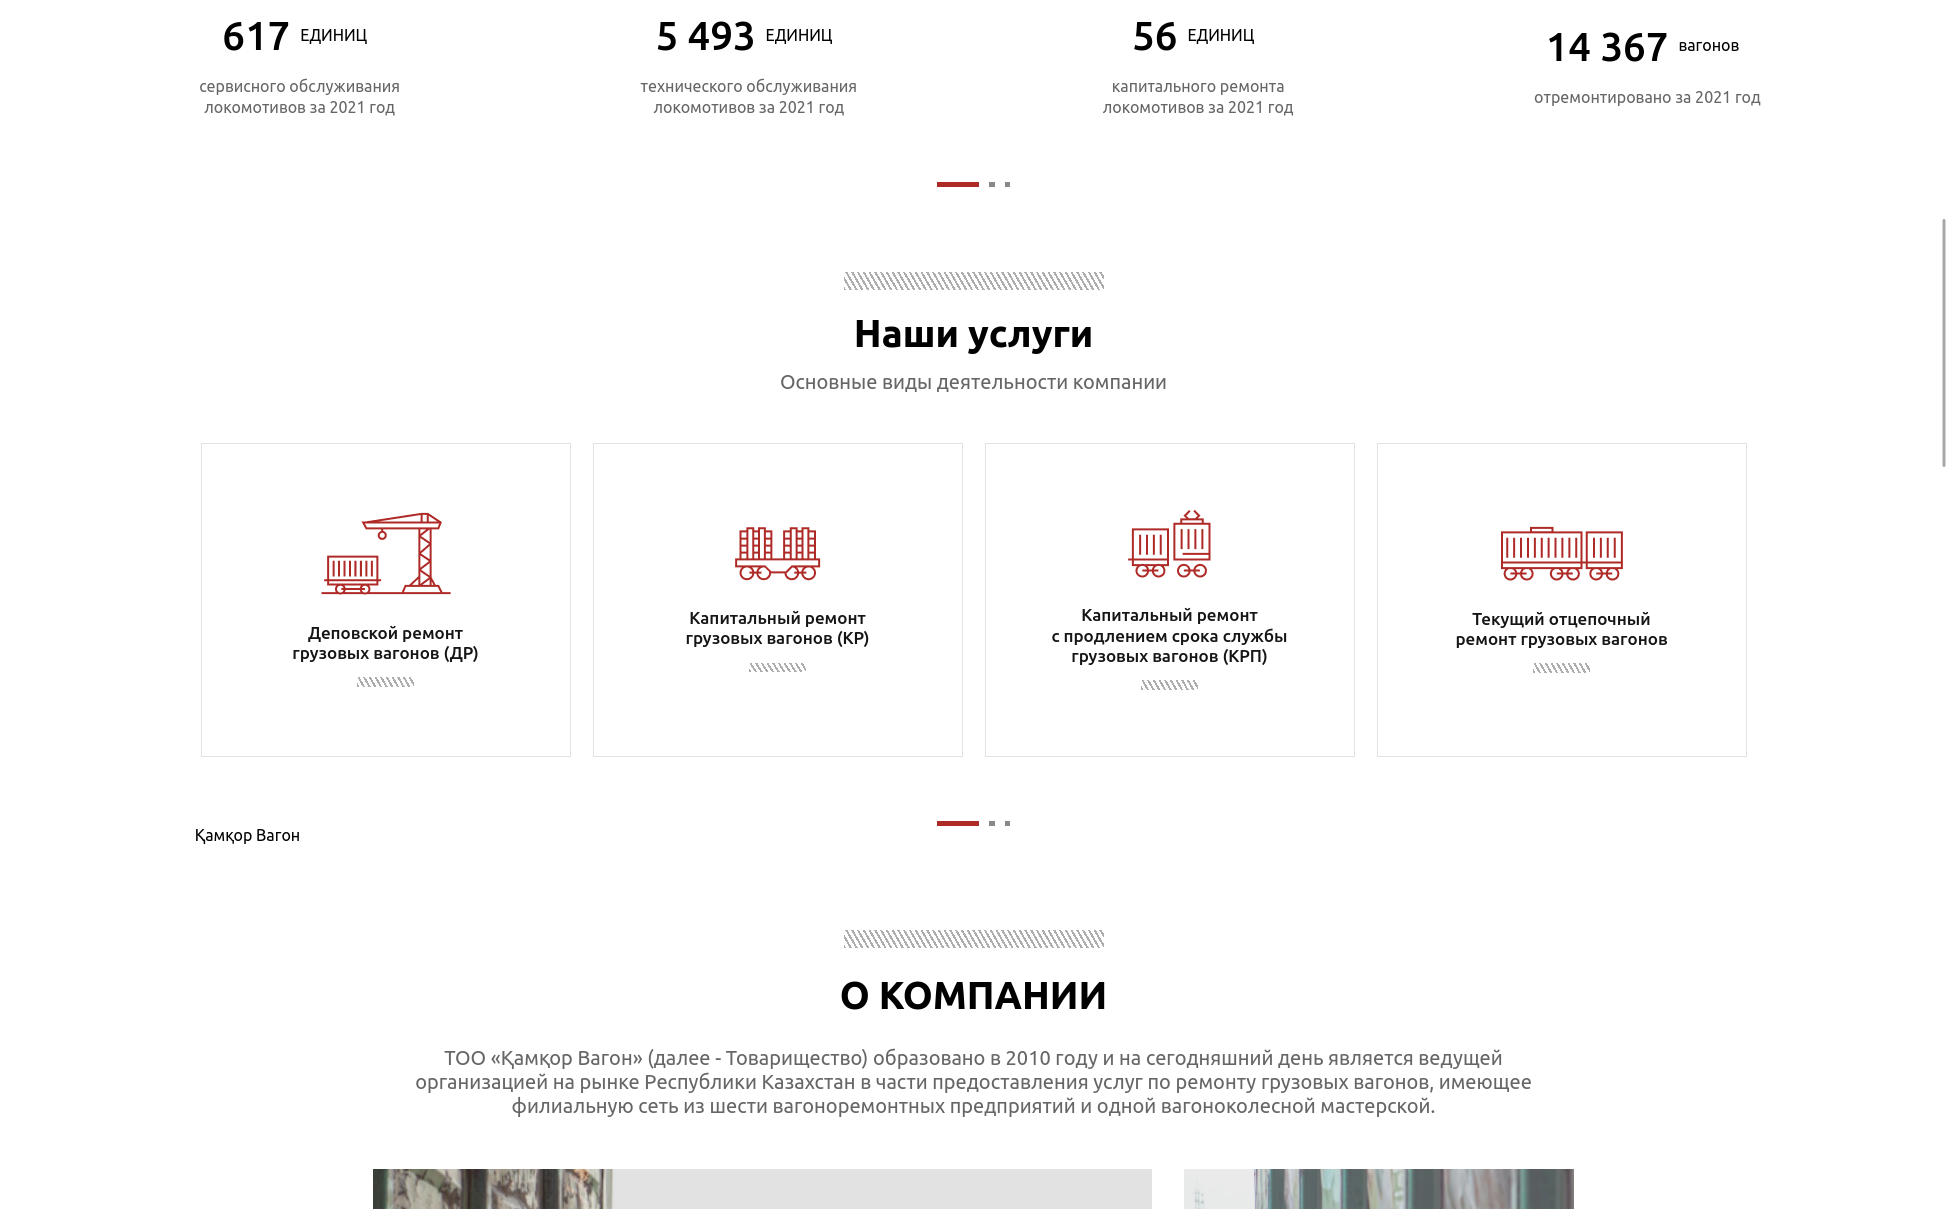 617 ЕДИНИЦ
сервисного обслуживания
локомотивов за 2021 год
5 493 ЕДИНИЦ
технического обслуживания
локомотивов за 2021 год
56 ЕДИНИЦ
капитального ремонта
локомотивов за 2021 год
14 367 вагонов
отремонтировано за 2021 год
Наши услуги
Основные виды деятельности компании
Деповской ремонт
грузовых вагонов (ДР)
Капитальный ремонт
грузовых вагонов (КР)
Капитальный ремонт
с продлением срока службы
грузовых вагонов (КРП)
Текущий отцепочный
ремонт грузовых вагонов
Қамқор Вагон
О КОМПАНИИ
ТОО «Қамқор Вагон» (далее - Товарищество) образовано в 2010 году и на сегодняшний день является ведущей
организацией на рынке Республики Казахстан в части предоставления услуг по ремонту грузовых вагонов, имеющее
филиальную сеть из шести вагоноремонтных предприятий и одной вагоноколесной мастерской.